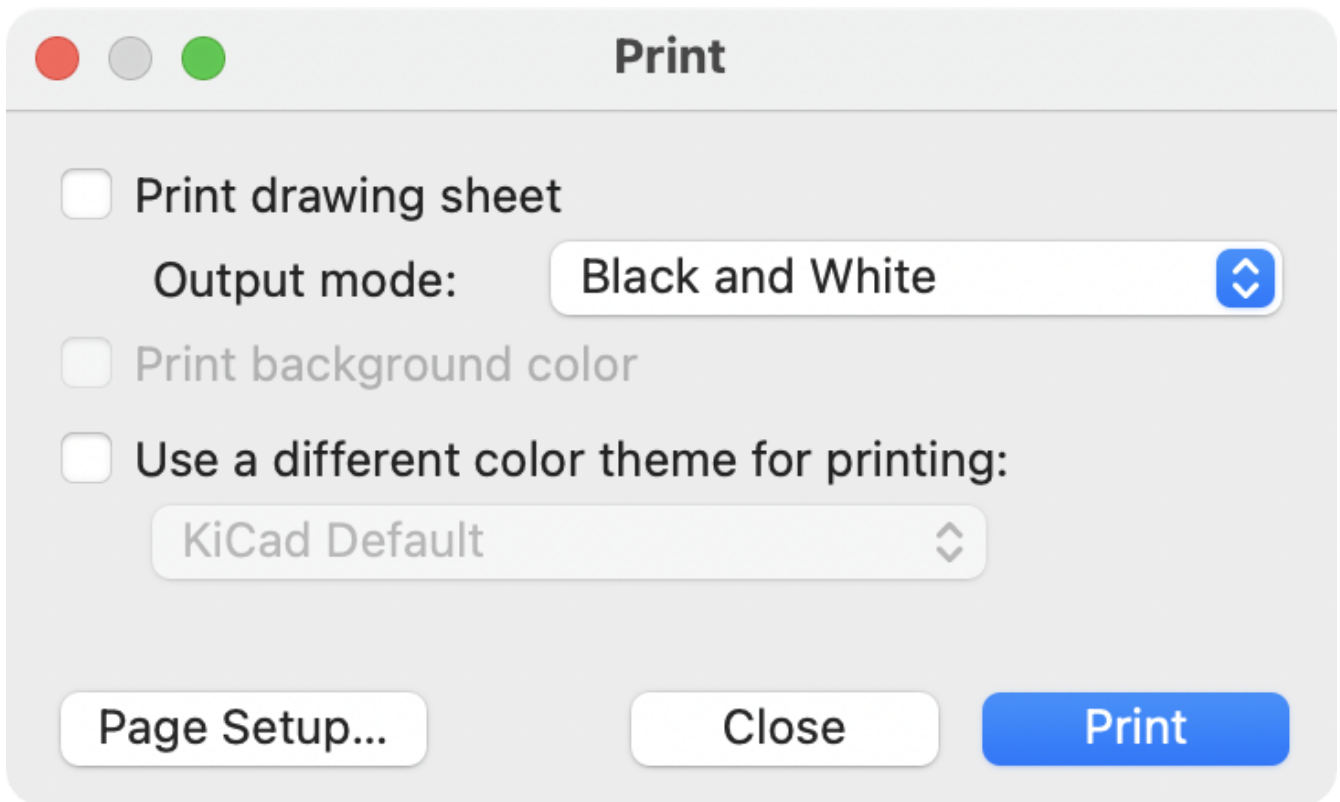 Print
Print drawing sheet
Output mode: Black and White
Print background color
Use a different color theme for printing:
KiCad Default
Page Setup... Close Print